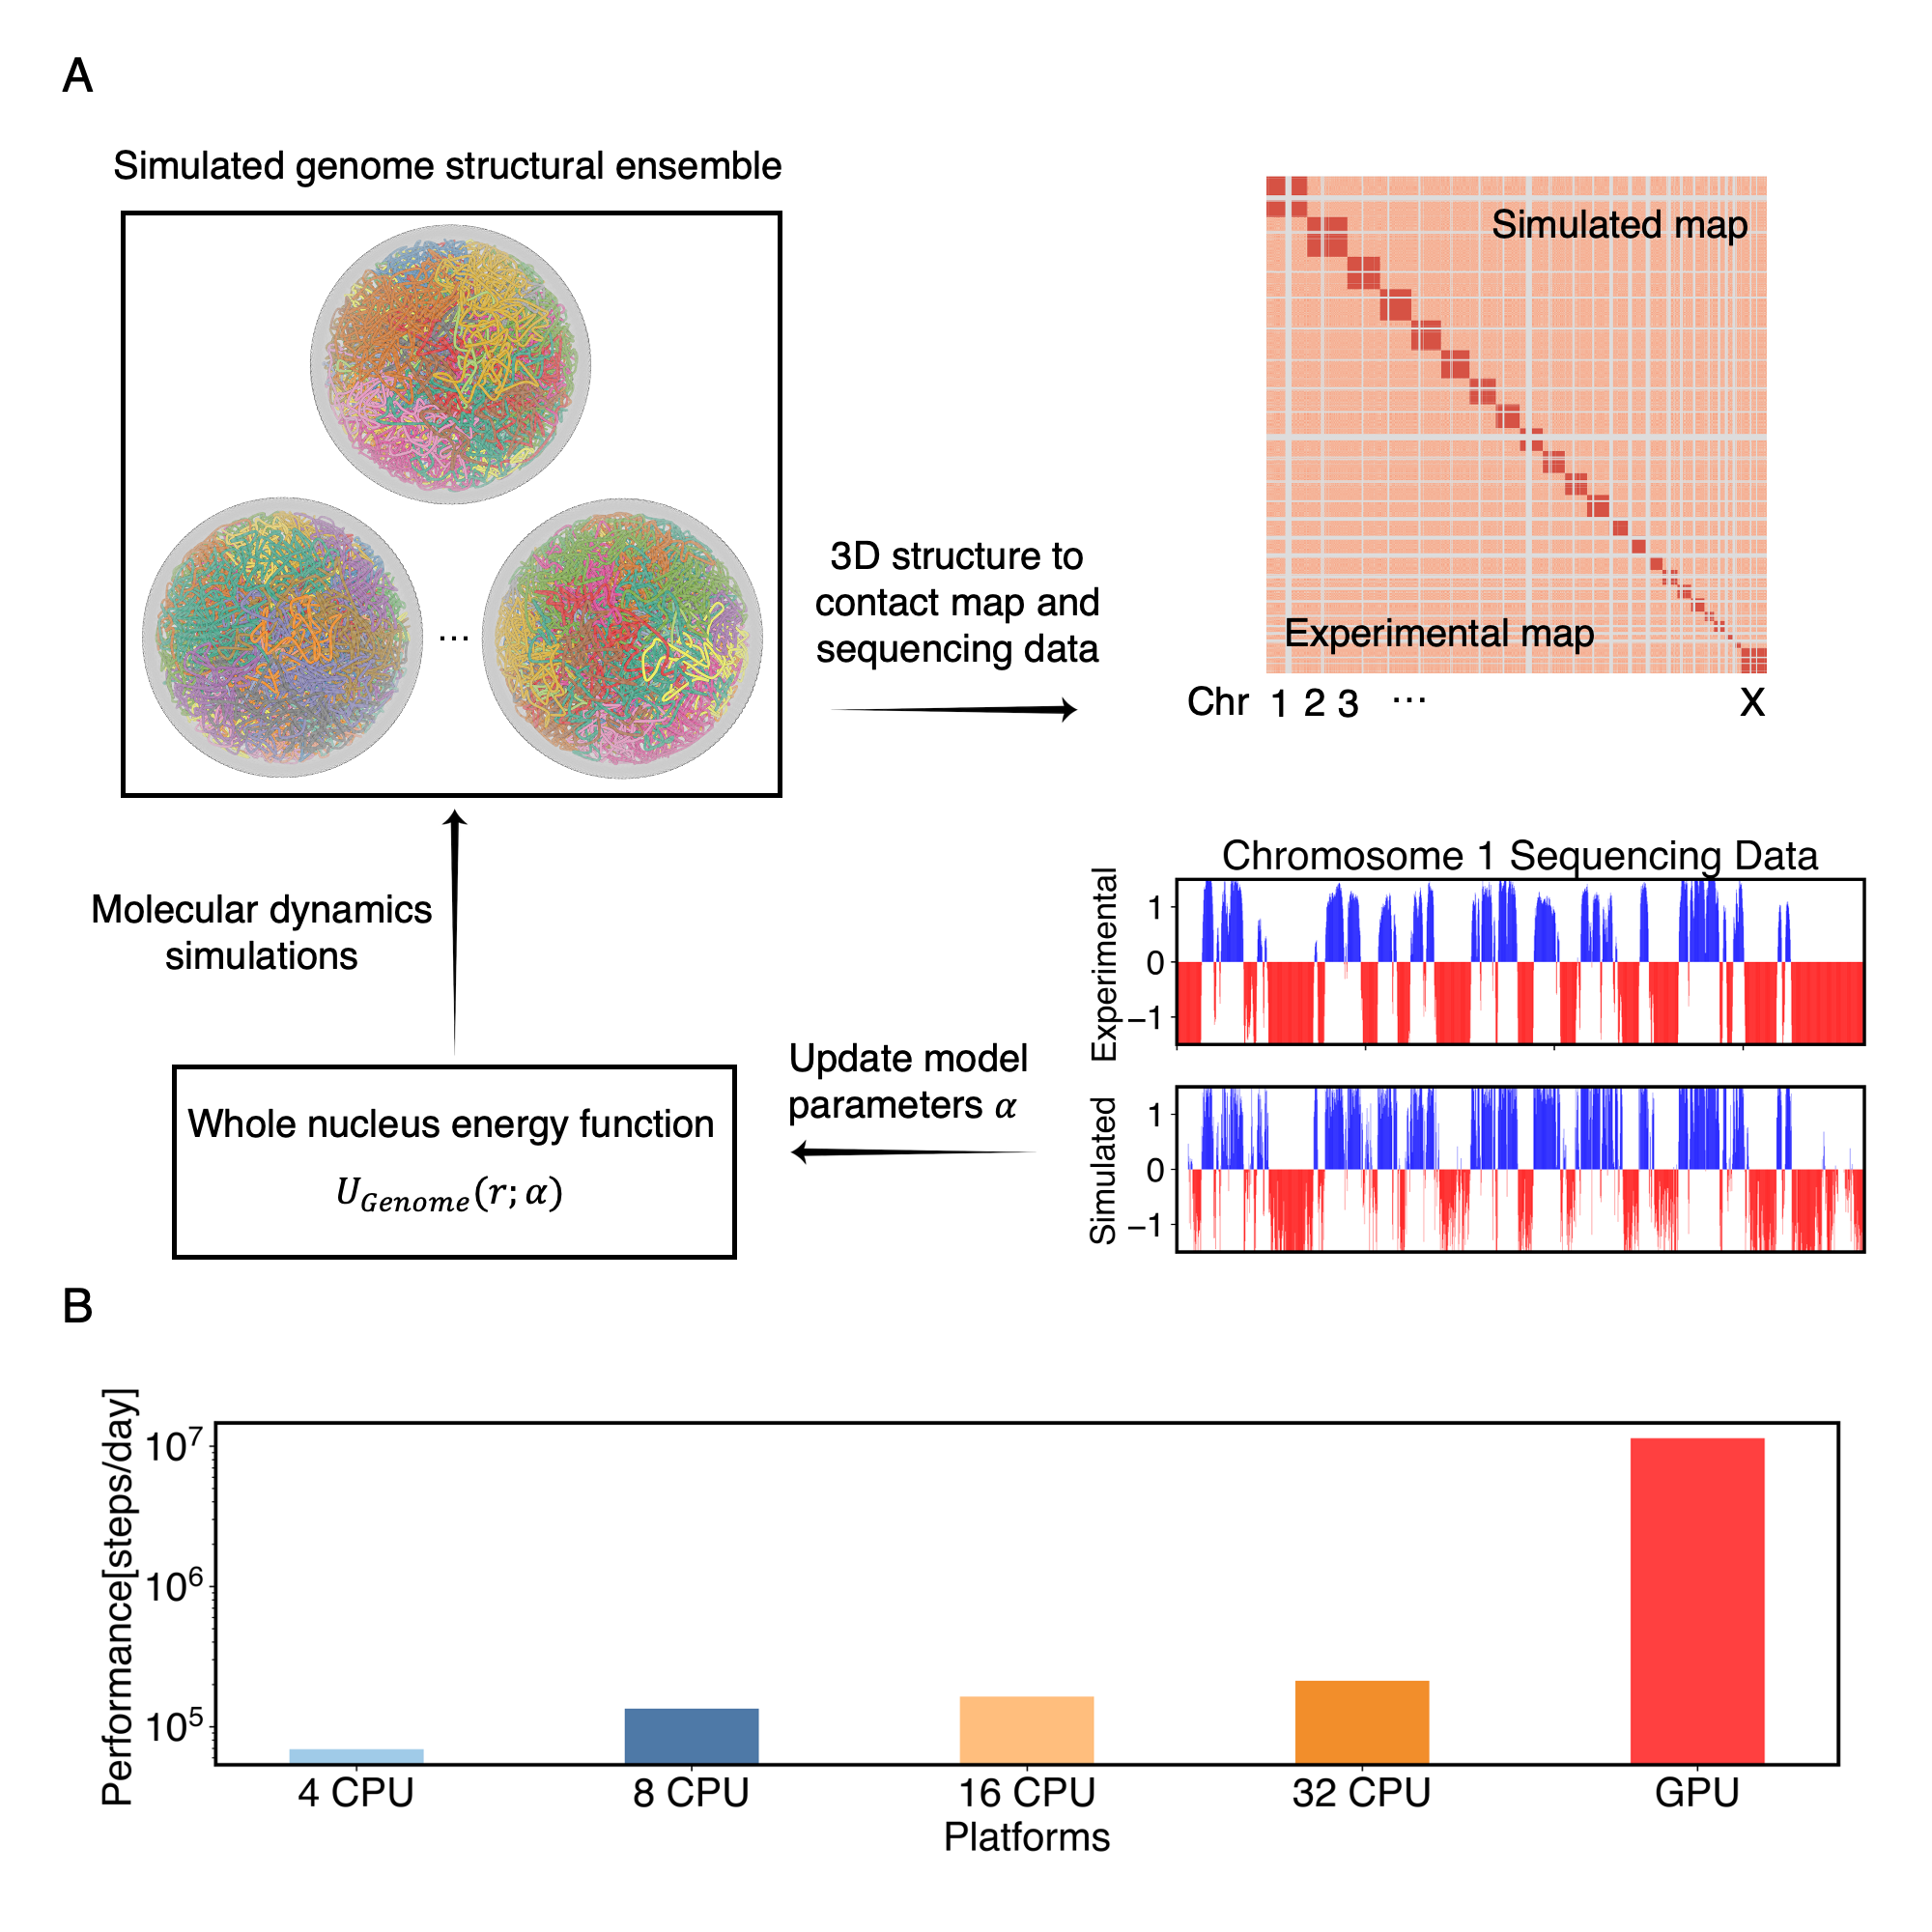 A
Simulated genome structural ensemble
...
3D structure to
contact map and
sequencing data
Simulated map
Experimental map
Chr 1 2 3 ... X
Molecular dynamics
simulations
Whole nucleus energy function
U_Genome(r; α)
Update model
parameters α
Chromosome 1 Sequencing Data
Experimental
1
0
−1
Simulated
1
0
−1
B
Performance[steps/day]
10^7
10^6
10^5
4 CPU 8 CPU 16 CPU 32 CPU GPU
Platforms